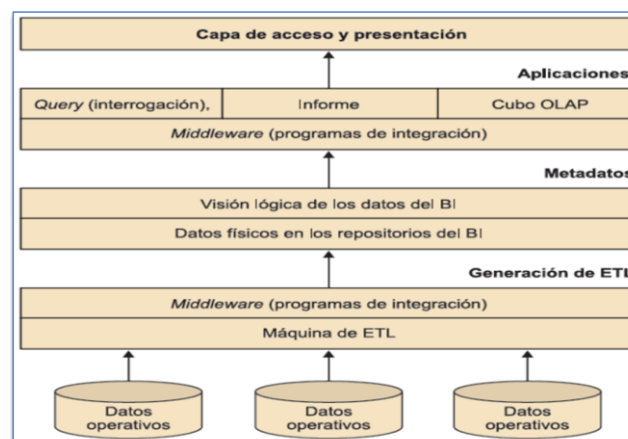 Capa de acceso y presentación
Aplicaciones
Query (interrogación),
Informe
Cubo OLAP
Middleware (programas de integración)
Metadatos
Visión lógica de los datos del BI
Datos físicos en los repositorios del BI
Generación de ETL
Middleware (programas de integración)
Máquina de ETL
Datos
operativos
Datos
operativos
Datos
operativos